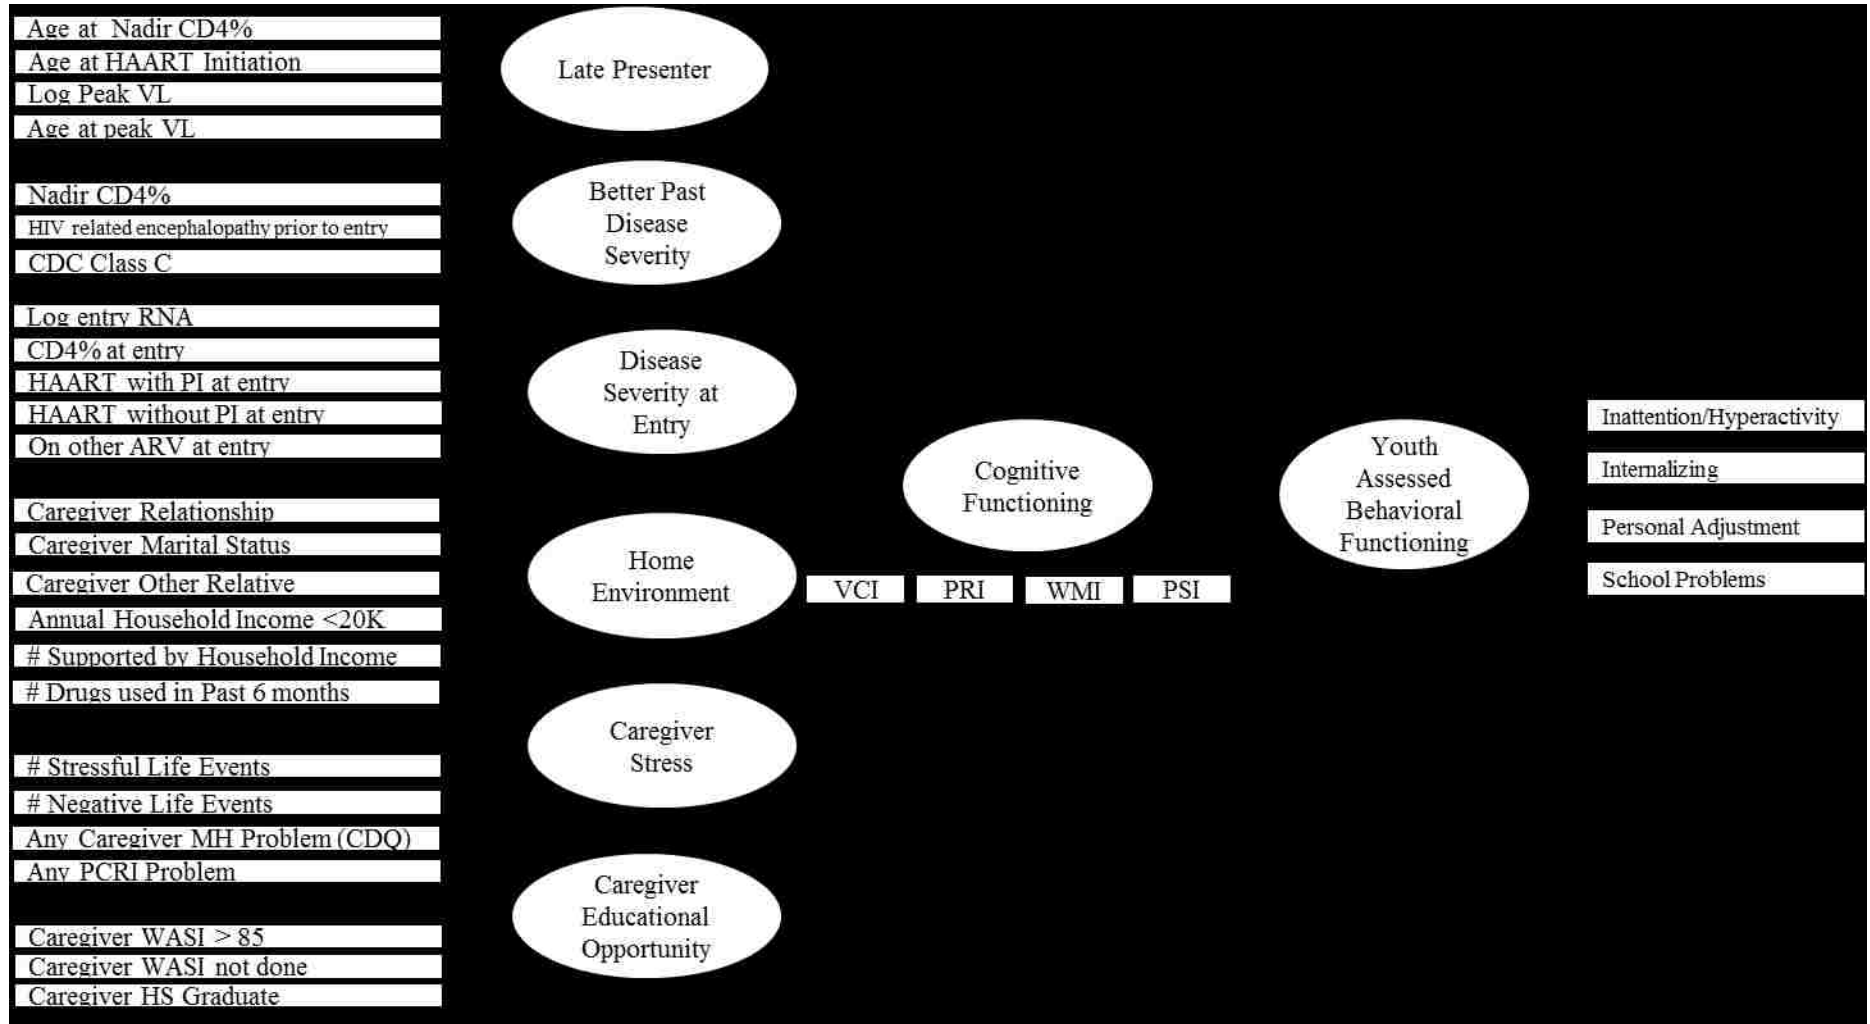 Age at Nadir CD4%
Age at HAART Initiation
Log Peak VL
Age at peak VL
Nadir CD4%
HIV related encephalopathy prior to entry
CDC Class C
Log entry RNA
CD4% at entry
HAART with PI at entry
HAART without PI at entry
On other ARV at entry
Caregiver Relationship
Caregiver Marital Status
Caregiver Other Relative
Annual Household Income <20K
# Supported by Household Income
# Drugs used in Past 6 months
# Stressful Life Events
# Negative Life Events
Any Caregiver MH Problem (CDQ)
Any PCRI Problem
Caregiver WASI > 85
Caregiver WASI not done
Caregiver HS Graduate
Late Presenter
Better Past
Disease
Severity
Disease
Severity at
Entry
Home
Environment
Caregiver
Stress
Caregiver
Educational
Opportunity
Cognitive
Functioning
VCI
PRI
WMI
PSI
Youth
Assessed
Behavioral
Functioning
Inattention/Hyperactivity
Internalizing
Personal Adjustment
School Problems